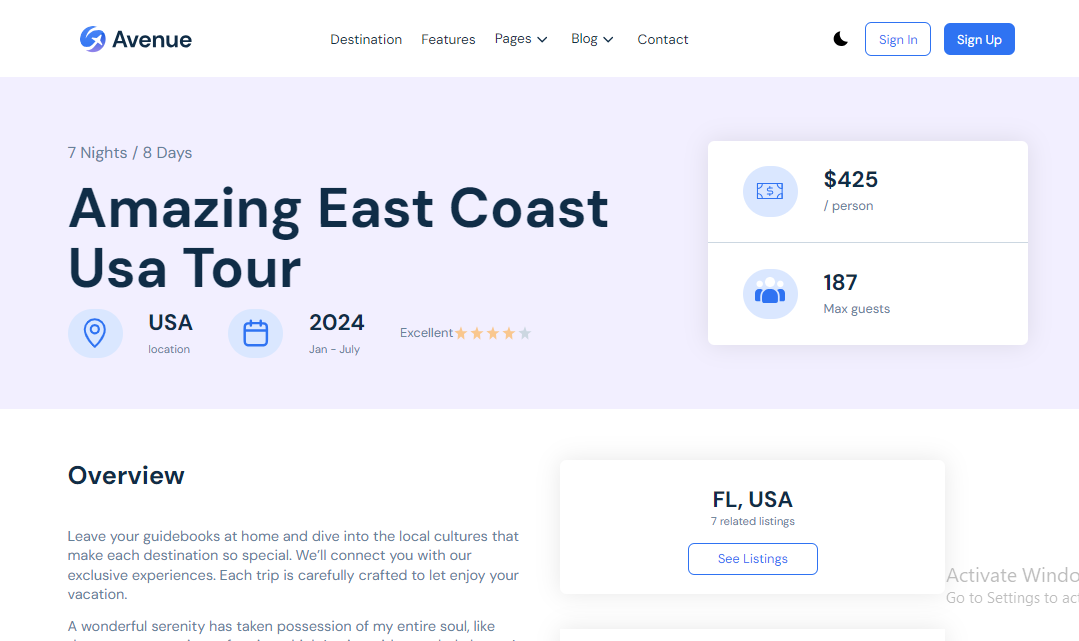 Avenue
Destination
Features
Pages
Blog
Contact
Sign In
Sign Up
7 Nights / 8 Days
Amazing East Coast
Usa Tour
USA
location
2024
Jan - July
Excellent
$425
/ person
187
Max guests
Overview
Leave your guidebooks at home and dive into the local cultures that
make each destination so special. We'll connect you with our
exclusive experiences. Each trip is carefully crafted to let enjoy your
vacation.
A wonderful serenity has taken possession of my entire soul, like
FL, USA
7 related listings
See Listings
Activate Windo
Go to Settings to act